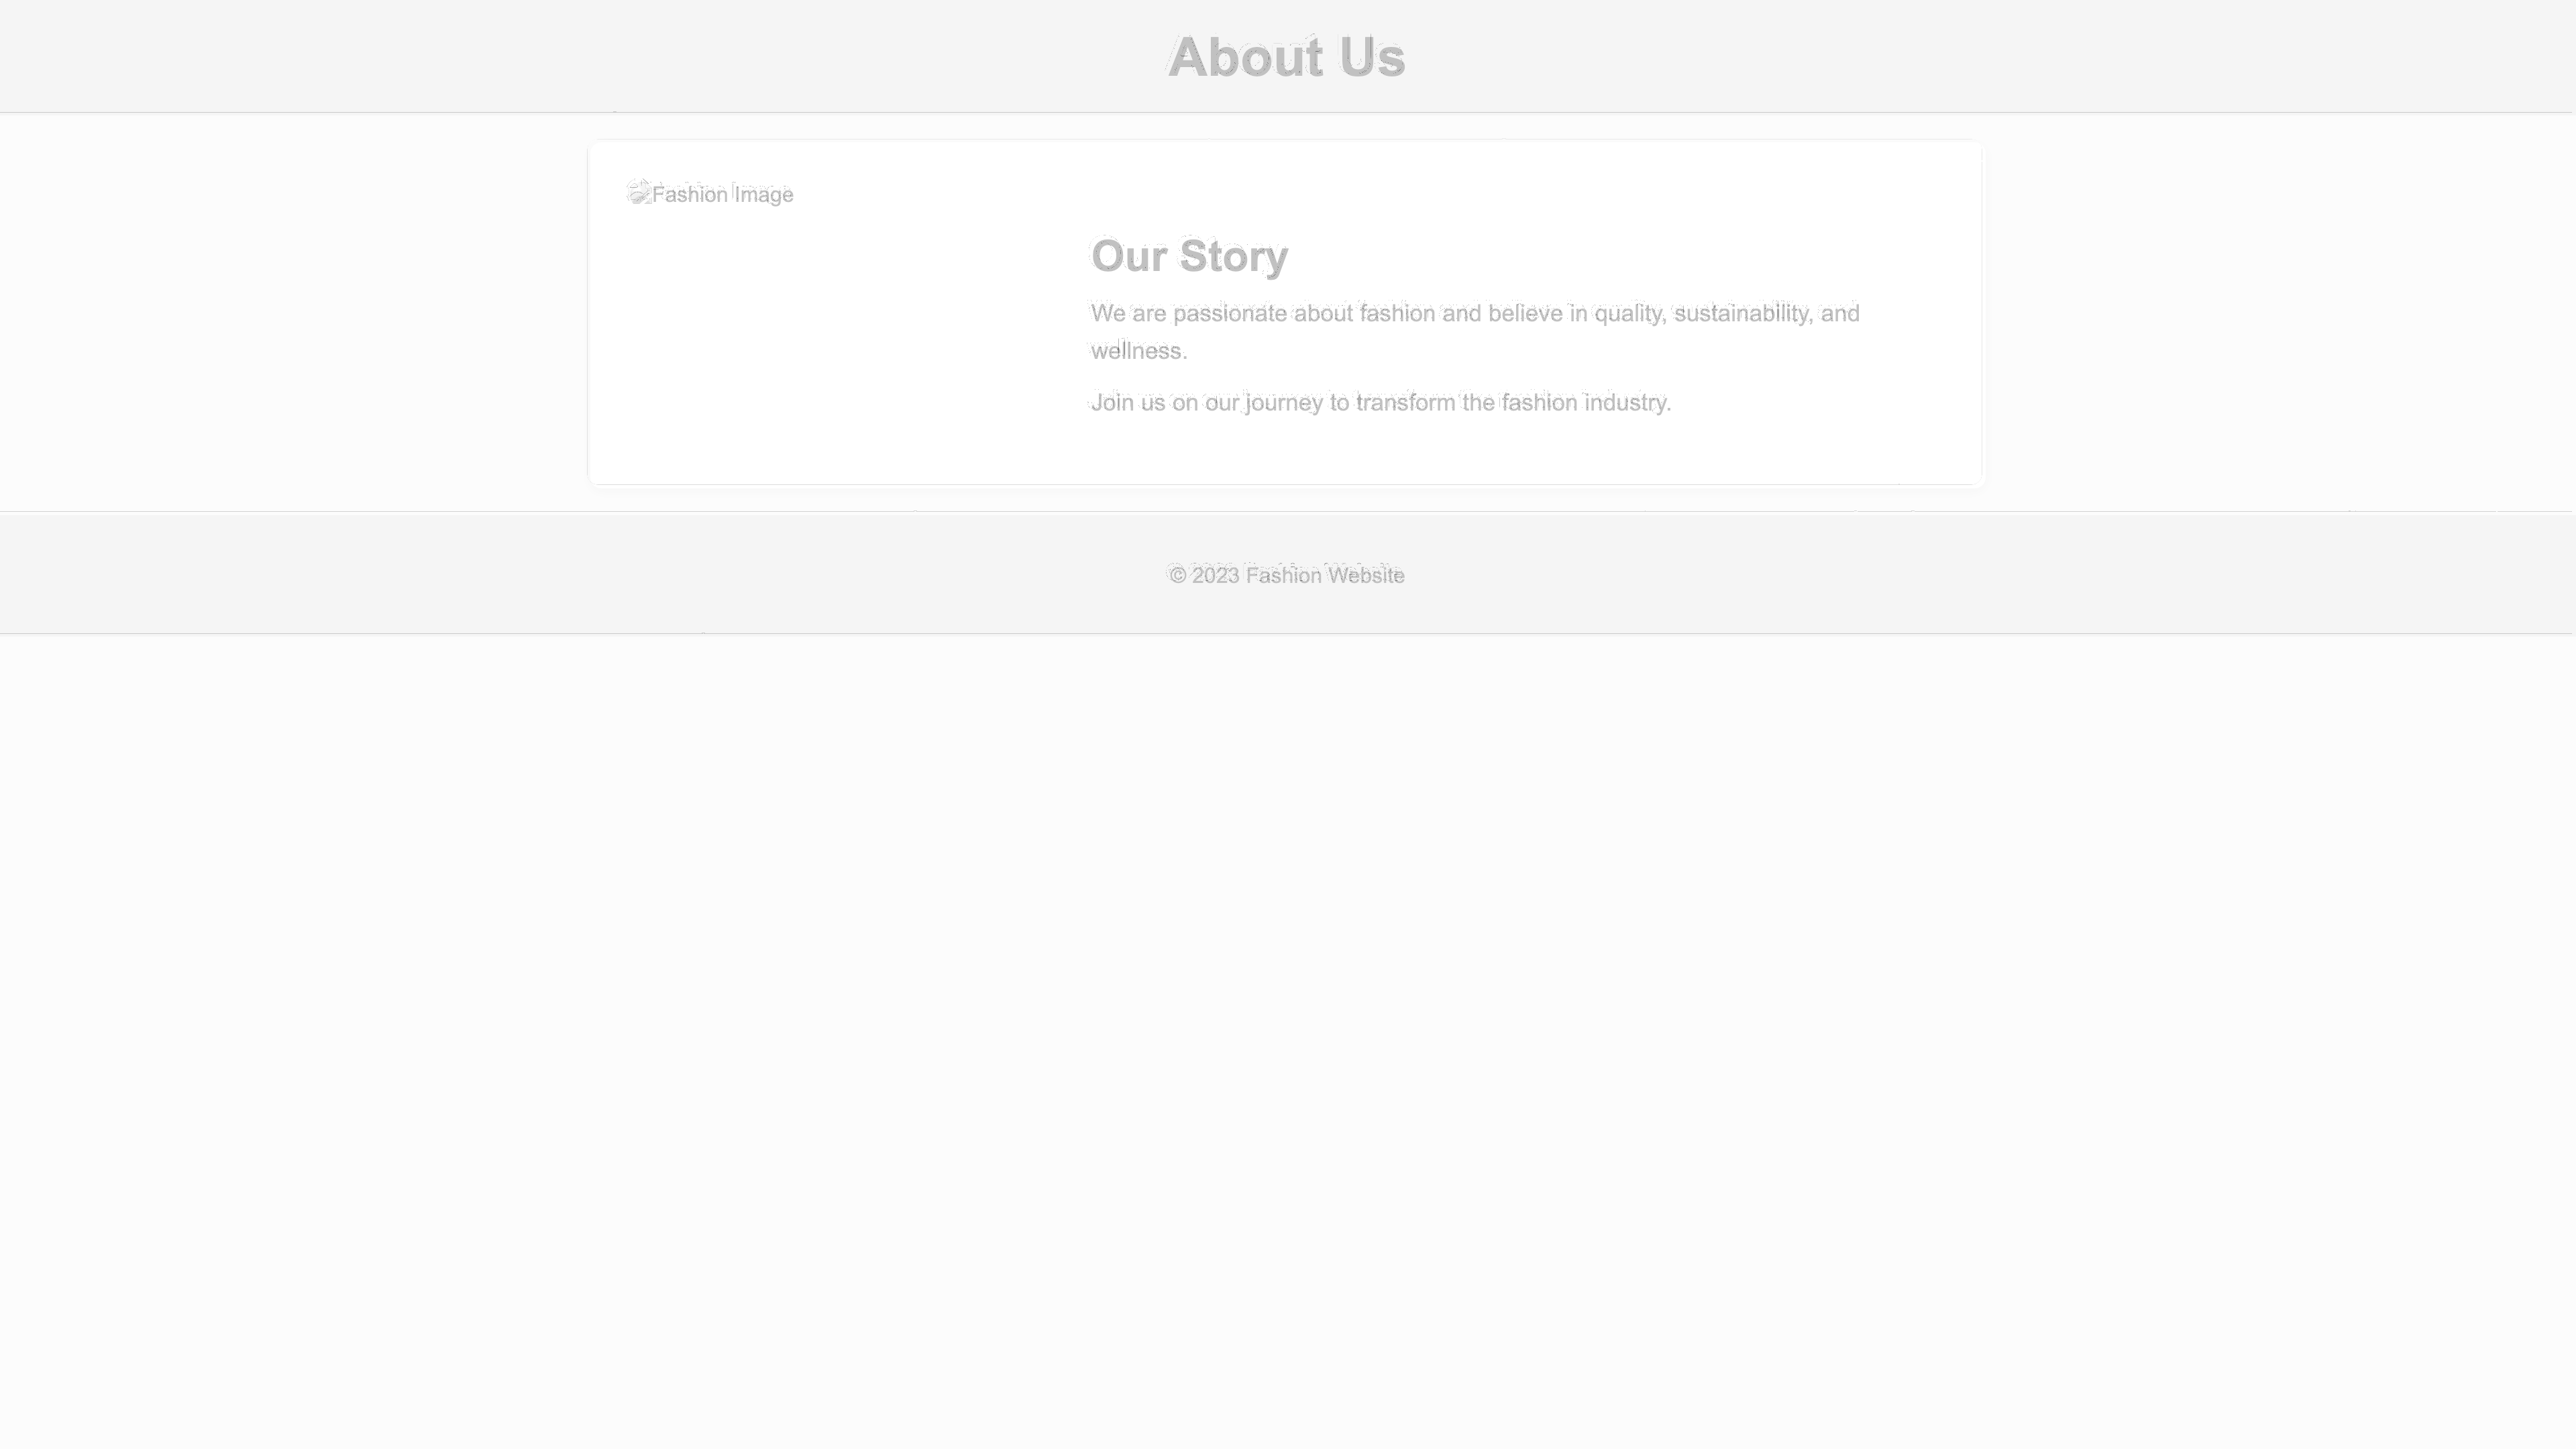 About Us
Fashion Image
Our Story
We are passionate about fashion and believe in quality, sustainability, and
wellness.
Join us on our journey to transform the fashion industry.
© 2023 Fashion Website